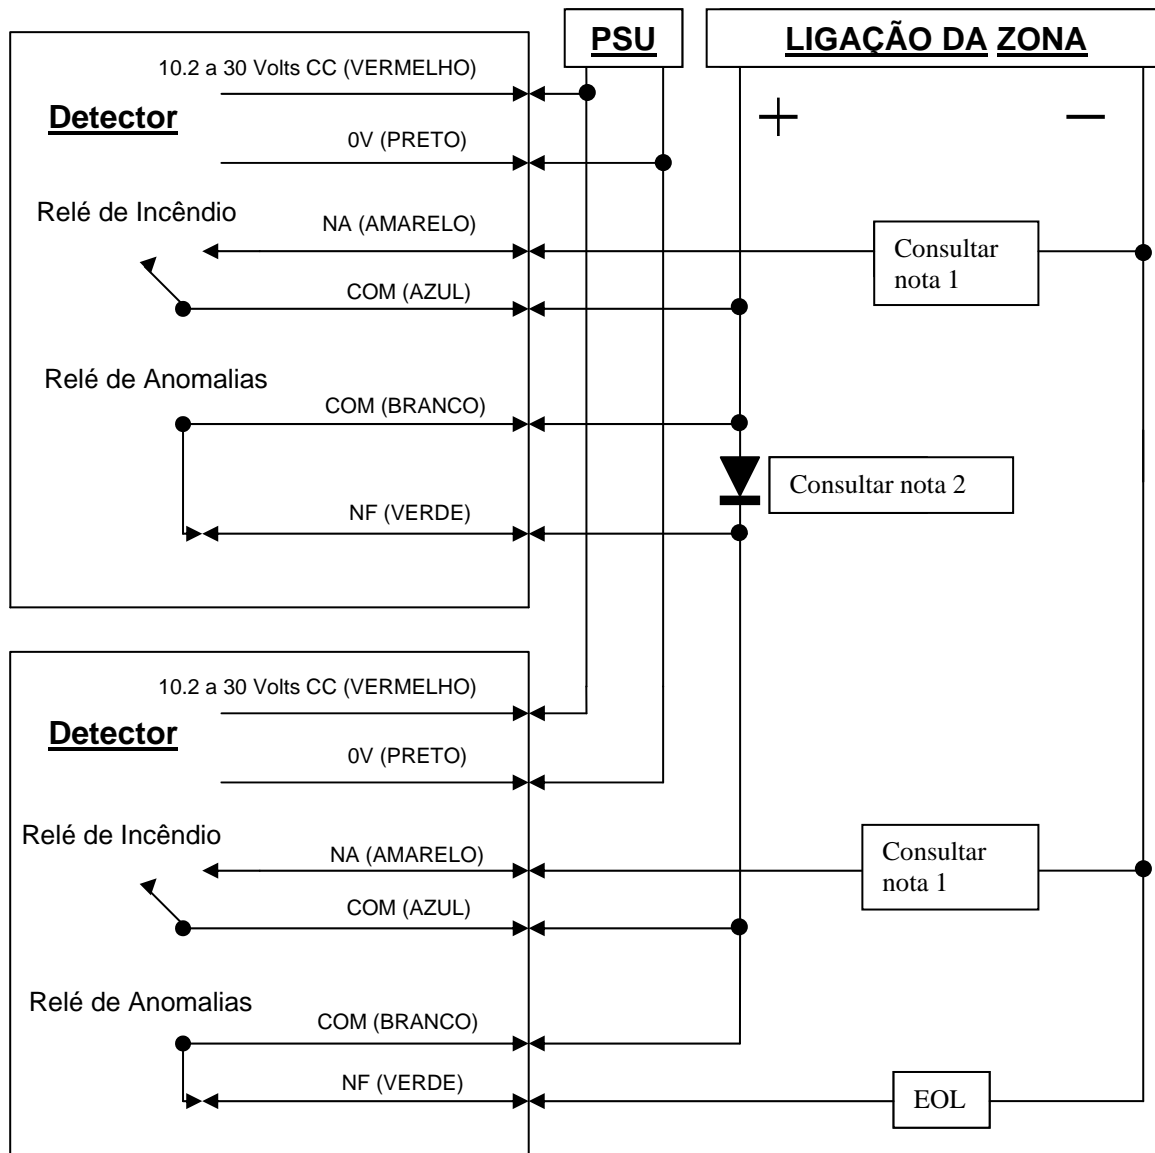 PSU
LIGAÇÃO DA ZONA
10.2 a 30 Volts CC (VERMELHO)
Detector
0V (PRETO)
+
−
Relé de Incêndio
NA (AMARELO)
Consultar
nota 1
COM (AZUL)
Relé de Anomalias
COM (BRANCO)
Consultar nota 2
NF (VERDE)
10.2 a 30 Volts CC (VERMELHO)
Detector
0V (PRETO)
Relé de Incêndio
NA (AMARELO)
Consultar
nota 1
COM (AZUL)
Relé de Anomalias
COM (BRANCO)
NF (VERDE)
EOL